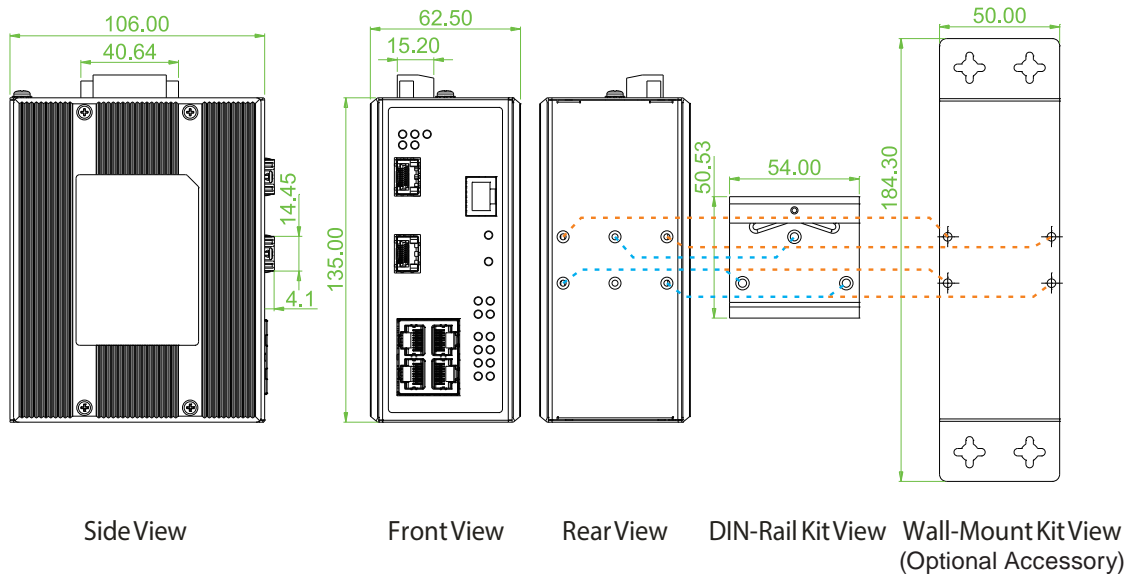 106.00
40.64
14.45
4.1
62.50
15.20
135.00
50.53
54.00
50.00
184.30
Side View
Front View
Rear View
DIN-Rail Kit View
Wall-Mount Kit View
(Optional Accessory)